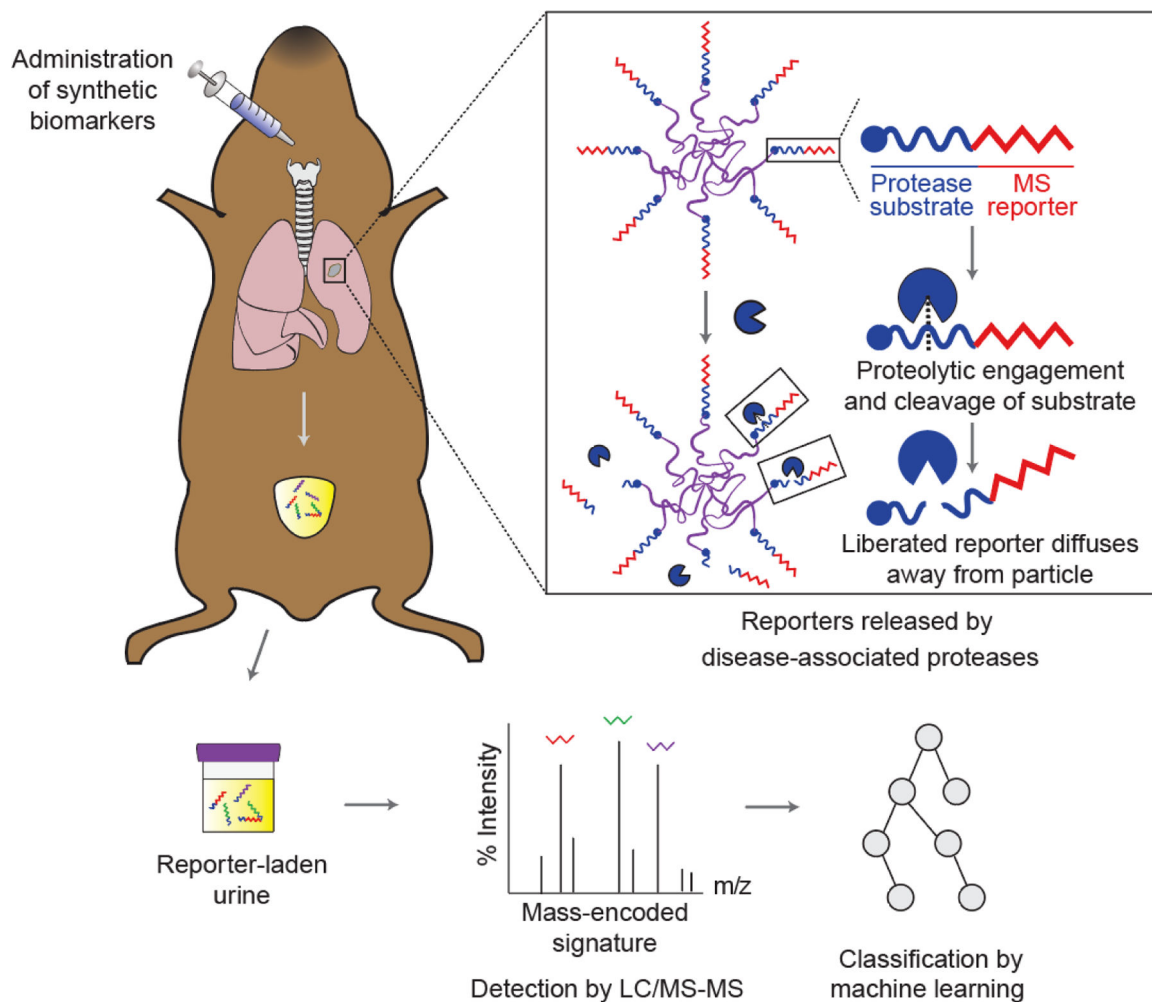 Administration
of synthetic
biomarkers
Protease
substrate
MS
reporter
Proteolytic engagement
and cleavage of substrate
Liberated reporter diffuses
away from particle
Reporters released by
disease-associated proteases
Reporter-laden
urine
% Intensity
m/z
Mass-encoded
signature
Detection by LC/MS-MS
Classification by
machine learning